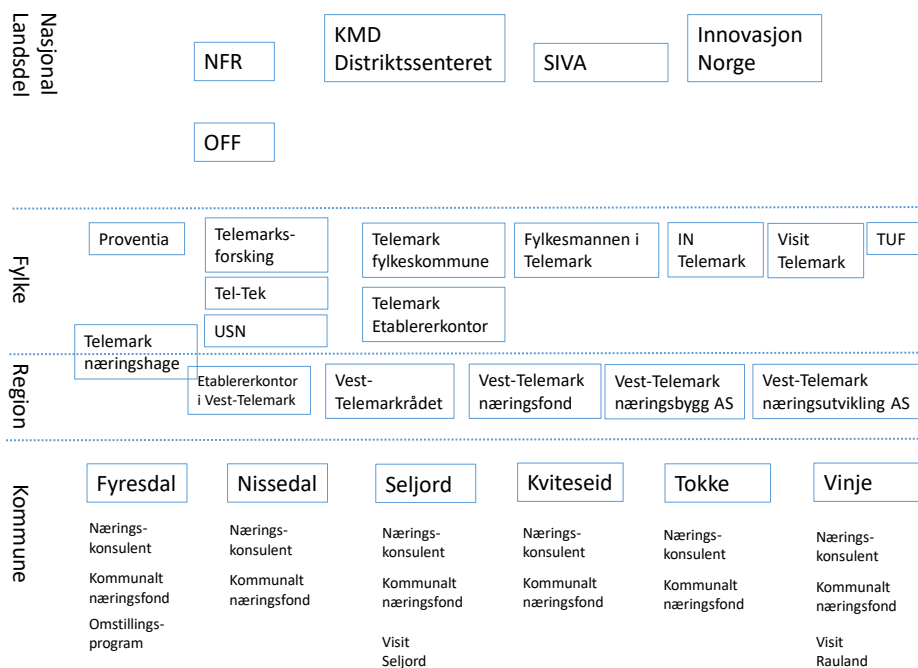 Nasjonal
Landsdel
NFR
KMD
Distriktssenteret
SIVA
Innovasjon
Norge
OFF
Fylke
Proventia
Telemarks-
forsking
Telemark
fylkeskommune
Fylkesmannen i
Telemark
IN
Telemark
Visit
Telemark
TUF
Tel-Tek
Telemark
Etablererkontor
USN
Telemark
næringshage
Region
Etablererkontor
i Vest-Telemark
Vest-
Telemarkrådet
Vest-Telemark
næringsfond
Vest-Telemark
næringsbygg AS
Vest-Telemark
næringsutvikling AS
Kommune
Fyresdal
Nissedal
Seljord
Kviteseid
Tokke
Vinje
Nærings-
konsulent
Kommunalt
næringsfond
Omstillings-
program
Nærings-
konsulent
Kommunalt
næringsfond
Nærings-
konsulent
Kommunalt
næringsfond
Visit
Seljord
Nærings-
konsulent
Kommunalt
næringsfond
Nærings-
konsulent
Kommunalt
næringsfond
Nærings-
konsulent
Kommunalt
næringsfond
Visit
Rauland